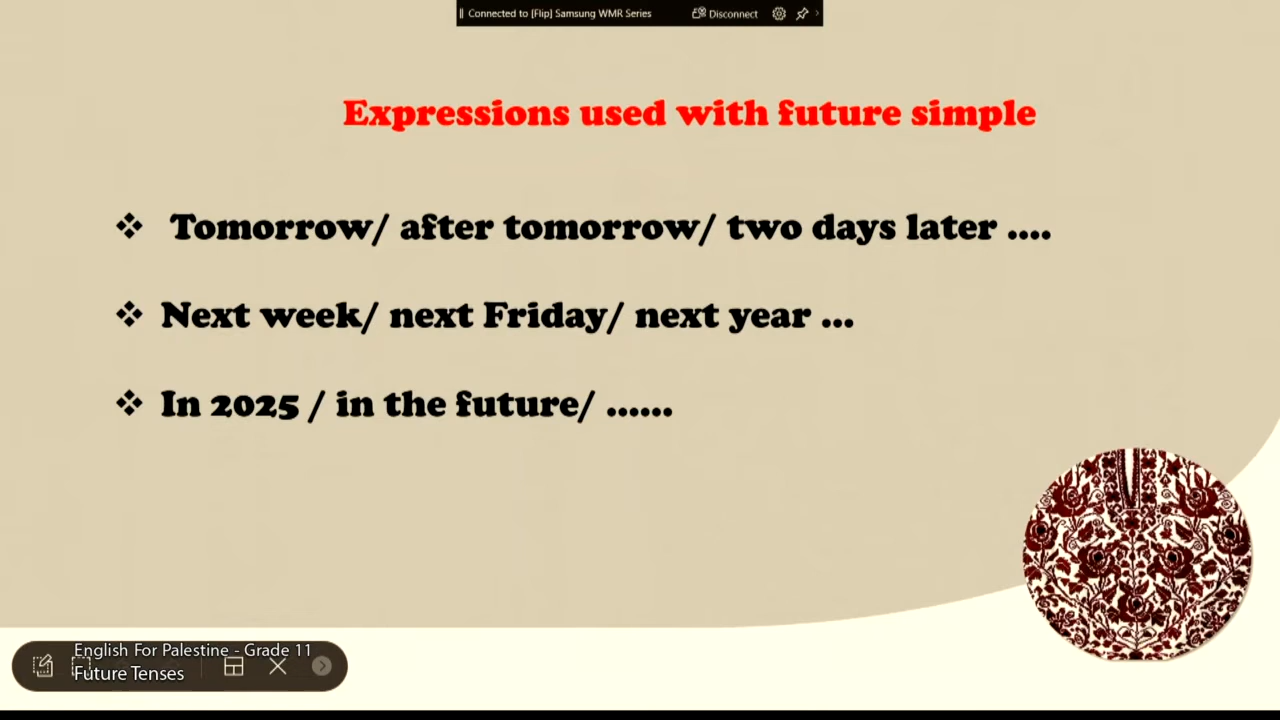 Connected to [Flip] Samsung WMR Series Disconnect
Expressions used with future simple
Tomorrow/ after tomorrow/ two days later ....
Next week/ next Friday/ next year ...
In 2025 / in the future/ ......
English For Palestine - Grade 11
Future Tenses